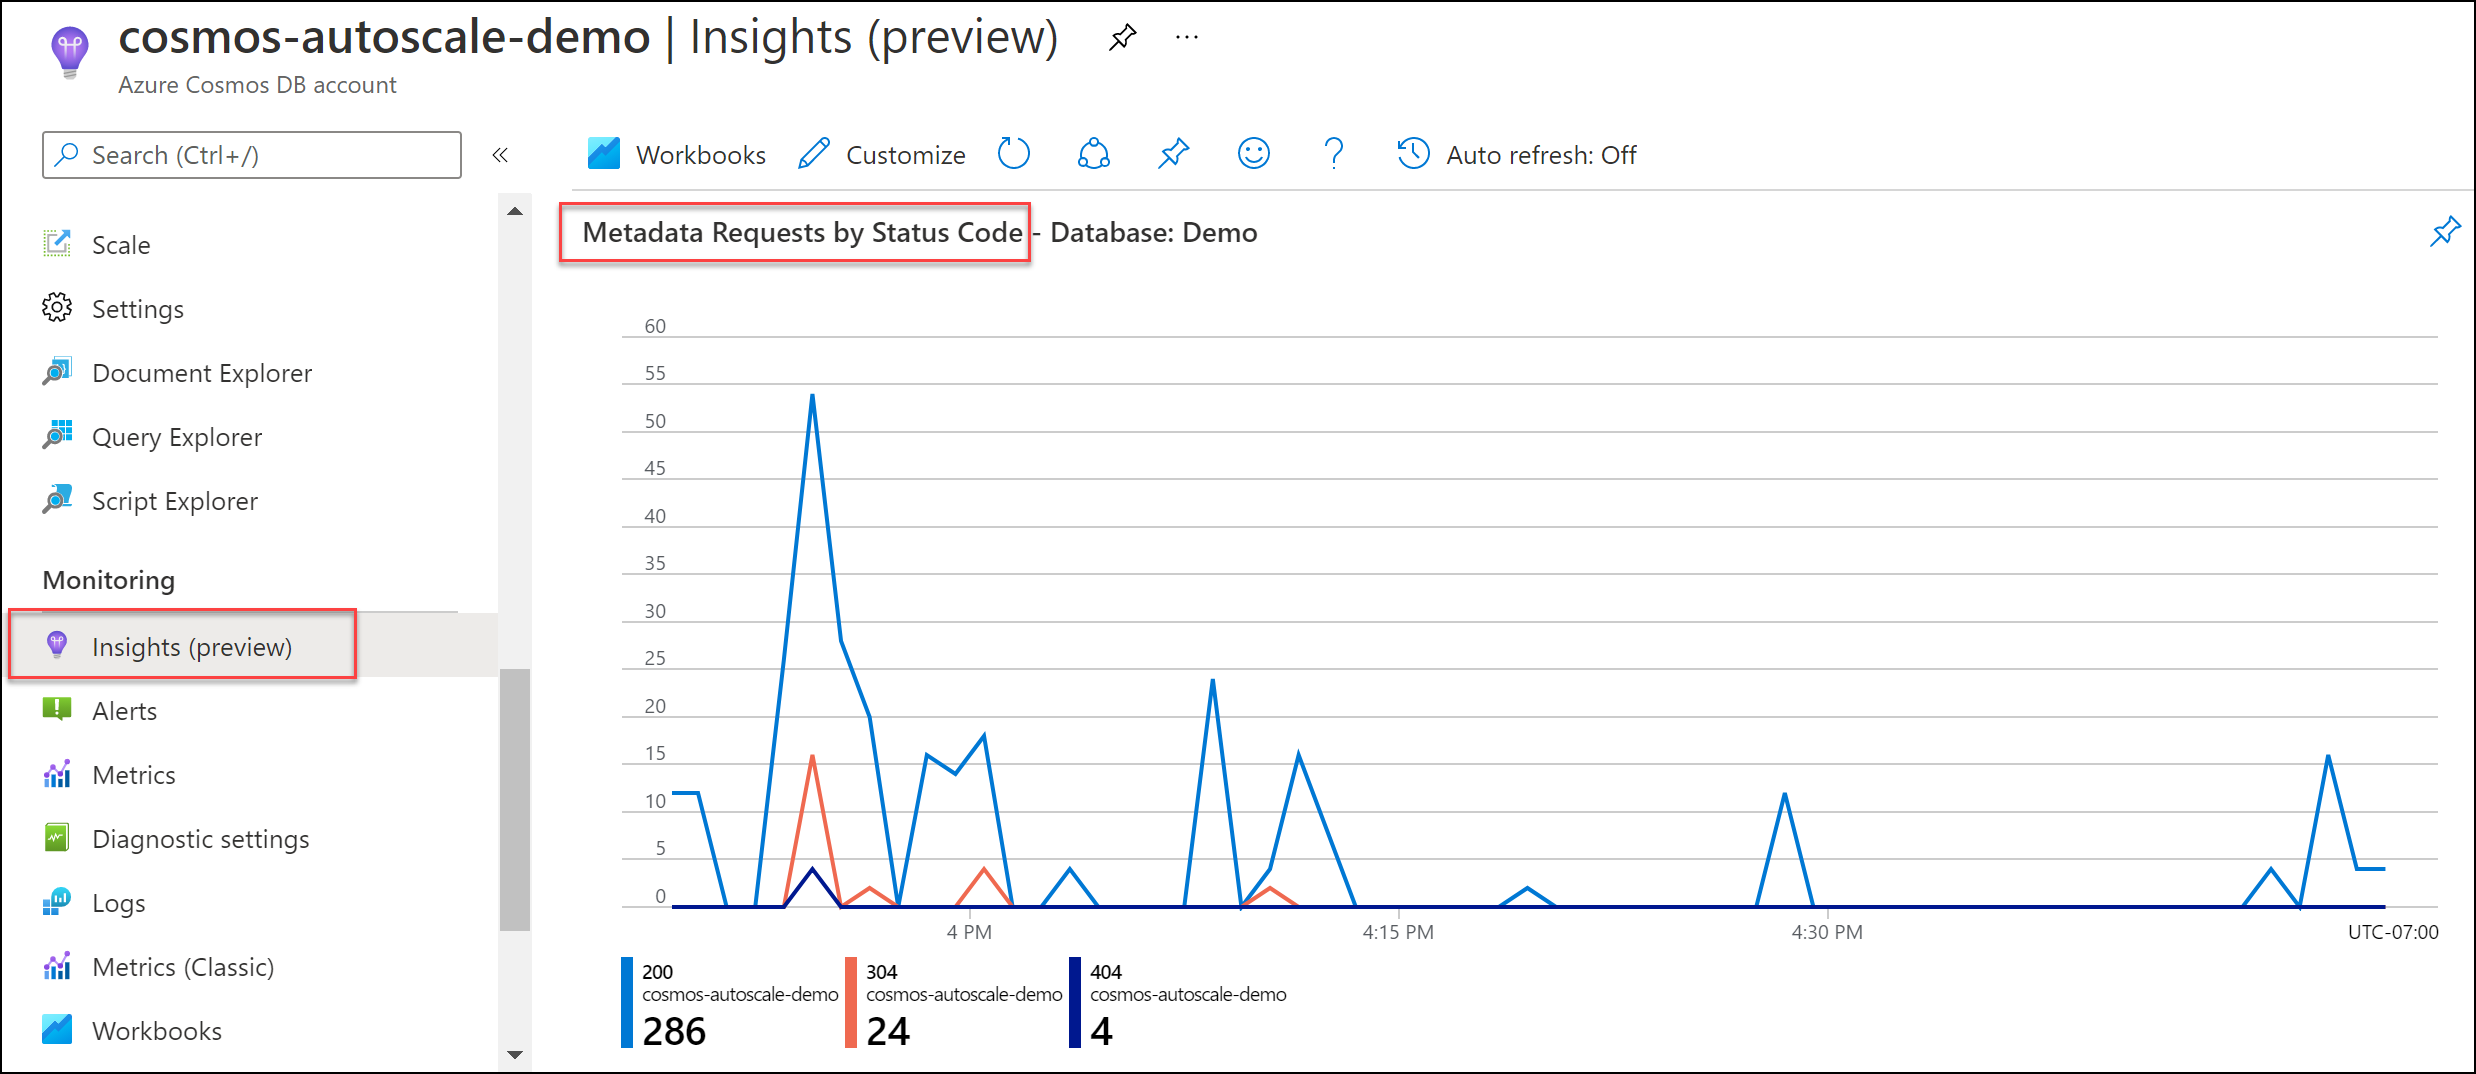 cosmos-autoscale-demo | Insights (preview) ...
Azure Cosmos DB account
Search (Ctrl+/)
«
Workbooks
Customize
?
Auto refresh: Off
Scale
Settings
Document Explorer
Query Explorer
Script Explorer
Monitoring
Insights (preview)
Alerts
Metrics
Diagnostic settings
Logs
Metrics (Classic)
Workbooks
Metadata Requests by Status Code - Database: Demo
60
55
50
45
40
35
30
25
20
15
10
5
0
4 PM
4:15 PM
4:30 PM
UTC-07:00
200
cosmos-autoscale-demo
286
304
cosmos-autoscale-demo
24
404
cosmos-autoscale-demo
4